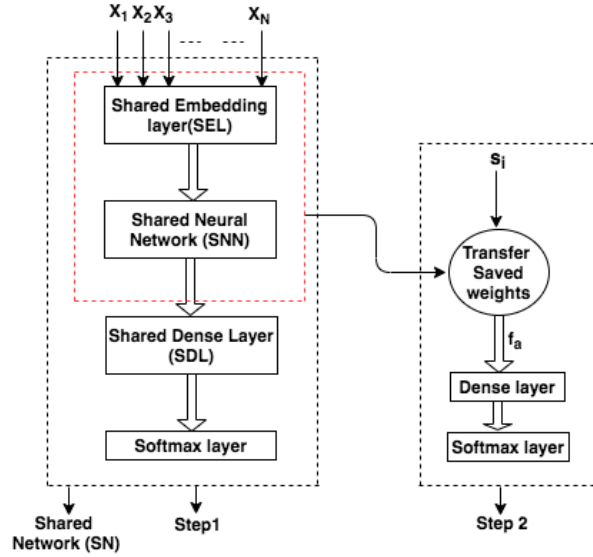 X1 X2 X3 XN
Shared Embedding
layer(SEL)
Shared Neural
Network (SNN)
Shared Dense Layer
(SDL)
Softmax layer
Shared
Network (SN)
Step1
si
Transfer
Saved
weights
fa
Dense layer
Softmax layer
Step 2